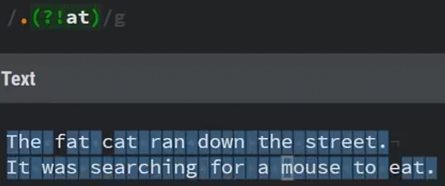 /.(?!at)/g
Text
The fat cat ran down the street.
It was searching for a mouse to eat.